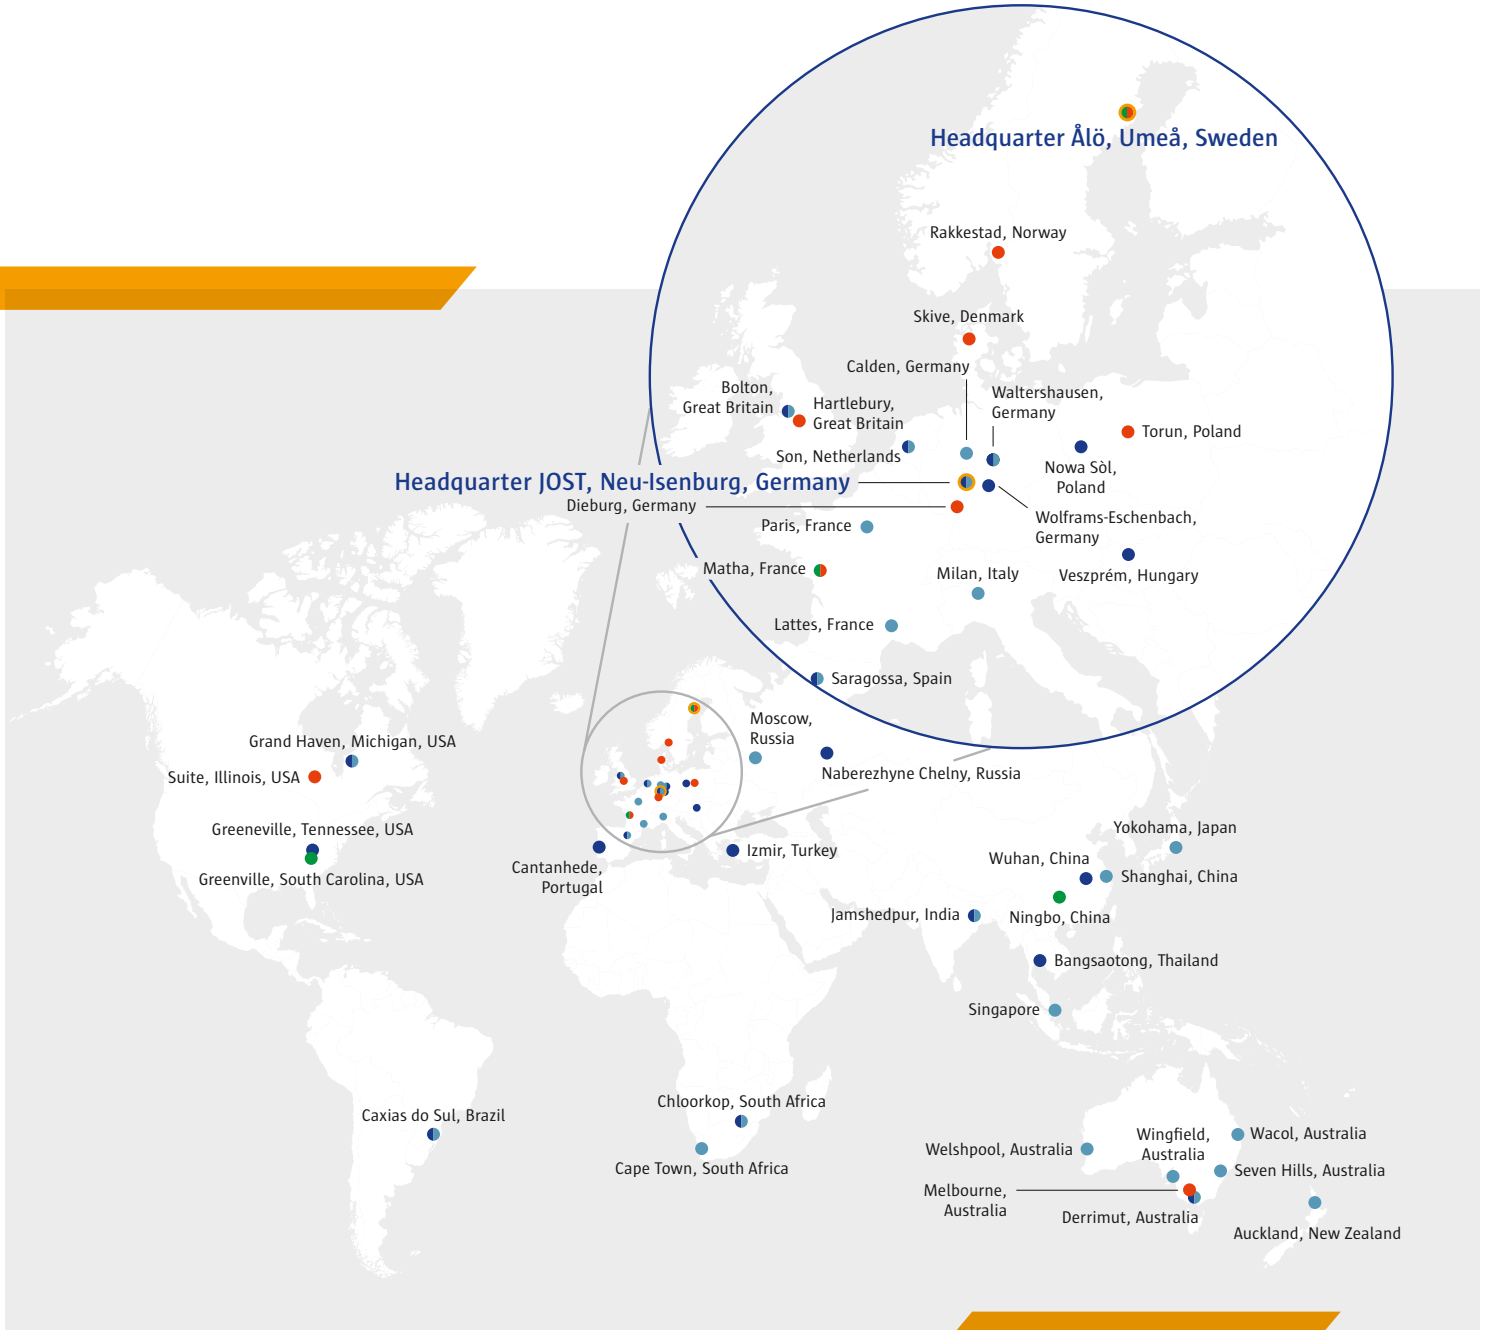 Headquarter Ålö, Umeå, Sweden
Rakkestad, Norway
Skive, Denmark
Calden, Germany
Waltershausen,
Germany
Bolton,
Great Britain
Hartlebury,
Great Britain
Torun, Poland
Son, Netherlands
Nowa Sòl,
Poland
Headquarter JOST, Neu-Isenburg, Germany
Dieburg, Germany
Wolframs-Eschenbach,
Germany
Paris, France
Matha, France
Milan, Italy
Veszprém, Hungary
Lattes, France
Saragossa, Spain
Moscow,
Russia
Naberezhyne Chelny, Russia
Grand Haven, Michigan, USA
Suite, Illinois, USA
Greeneville, Tennessee, USA
Greenville, South Carolina, USA
Cantanhede,
Portugal
Izmir, Turkey
Yokohama, Japan
Wuhan, China
Shanghai, China
Ningbo, China
Jamshedpur, India
Bangsaotong, Thailand
Singapore
Caxias do Sul, Brazil
Chloorkop, South Africa
Cape Town, South Africa
Welshpool, Australia
Wingfield,
Australia
Wacol, Australia
Seven Hills, Australia
Melbourne,
Australia
Derrimut, Australia
Auckland, New Zealand